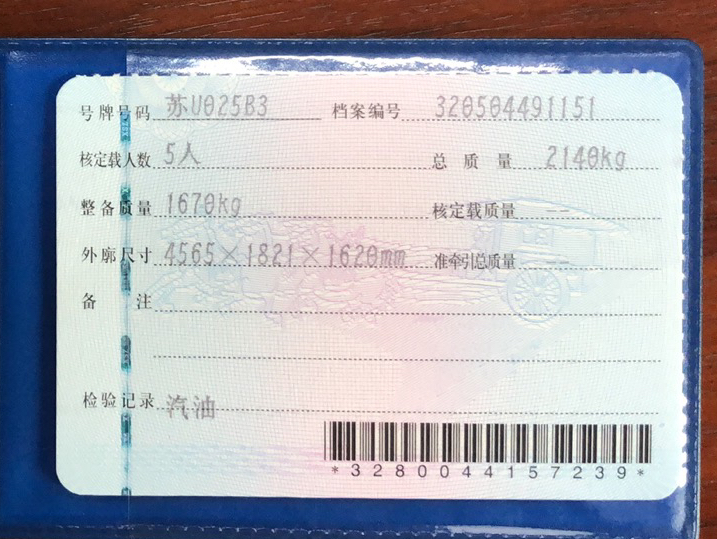 号牌号码 苏U025B3 档案编号 320504491151
核定载人数 5人 总质量 2140kg
整备质量 1670kg 核定载质量 --
外廓尺寸 4565×1821×1620mm 准牵引总质量 --
备注
检验记录 汽油
*3280044157239*